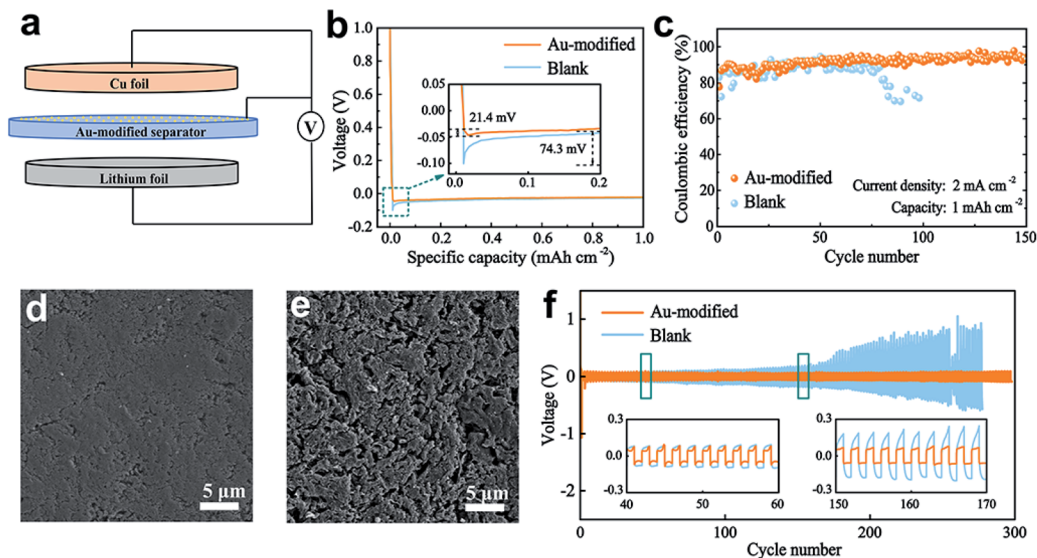 a
Cu foil
Au-modified separator
Lithium foil
V
b
Au-modified
Blank
Voltage (V)
1.0
0.8
0.6
0.4
0.2
0.0
-0.2
0.00
-0.05
-0.10
21.4 mV
74.3 mV
0.0 0.1 0.2
0.0 0.2 0.4 0.6 0.8 1.0
Specific capacity (mAh cm⁻²)
c
Coulombic efficiency (%)
100
80
60
40
20
0
Au-modified
Blank
Current density: 2 mA cm⁻²
Capacity: 1 mAh cm⁻²
0 50 100 150
Cycle number
d
5 µm
e
5 µm
f
Au-modified
Blank
Voltage (V)
1
0
-1
-2
0.3
0.0
-0.3
40 50 60
0.3
0.0
-0.3
150 160 170
0 100 200 300
Cycle number